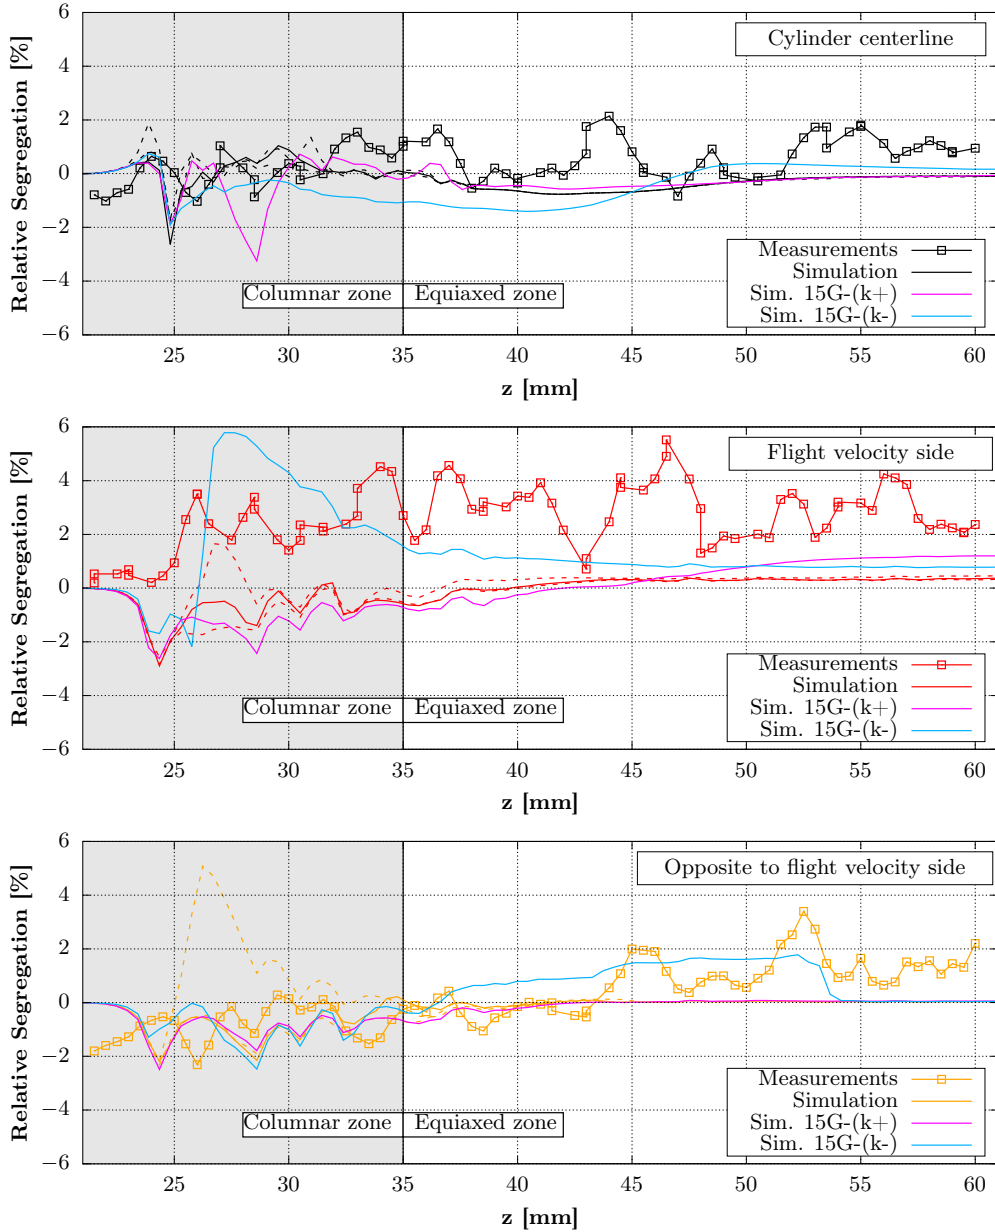 Relative Segregation [%]
6
4
2
0
−2
−4
−6
Cylinder centerline
Measurements
Simulation
Sim. 15G-(k+)
Sim. 15G-(k-)
Columnar zone
Equiaxed zone
25
30
35
40
45
50
55
60
z [mm]
Relative Segregation [%]
6
4
2
0
−2
−4
−6
Flight velocity side
Measurements
Simulation
Sim. 15G-(k+)
Sim. 15G-(k-)
Columnar zone
Equiaxed zone
25
30
35
40
45
50
55
60
z [mm]
Relative Segregation [%]
6
4
2
0
−2
−4
−6
Opposite to flight velocity side
Measurements
Simulation
Sim. 15G-(k+)
Sim. 15G-(k-)
Columnar zone
Equiaxed zone
25
30
35
40
45
50
55
60
z [mm]